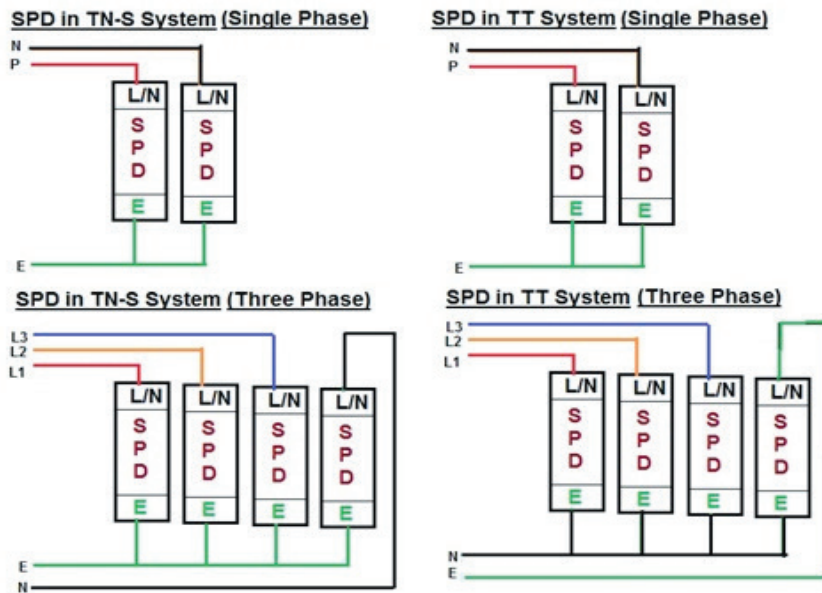 SPD in TN-S System (Single Phase)
N
P
L/N
L/N
S
P
D
S
P
D
E
E
E
SPD in TT System (Single Phase)
N
P
L/N
L/N
S
P
D
S
P
D
E
E
E
SPD in TN-S System (Three Phase)
L3
L2
L1
L/N
L/N
L/N
L/N
S
P
D
S
P
D
S
P
D
S
P
D
E
E
E
E
E
N
SPD in TT System (Three Phase)
L3
L2
L1
L/N
L/N
L/N
L/N
S
P
D
S
P
D
S
P
D
S
P
D
E
E
E
E
N
E